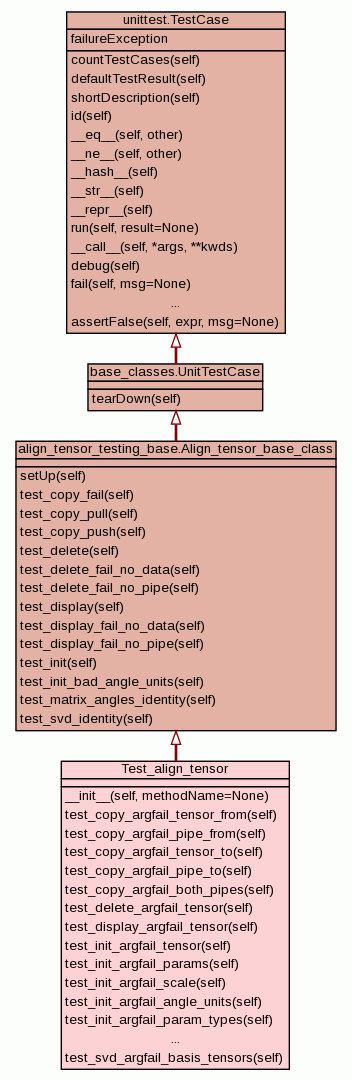 unittest.TestCase
failureException
countTestCases(self)
defaultTestResult(self)
shortDescription(self)
id(self)
__eq__(self, other)
__ne__(self, other)
__hash__(self)
__str__(self)
__repr__(self)
run(self, result=None)
__call__(self, *args, **kwds)
debug(self)
fail(self, msg=None)
...
assertFalse(self, expr, msg=None)
base_classes.UnitTestCase
tearDown(self)
align_tensor_testing_base.Align_tensor_base_class
setUp(self)
test_copy_fail(self)
test_copy_pull(self)
test_copy_push(self)
test_delete(self)
test_delete_fail_no_data(self)
test_delete_fail_no_pipe(self)
test_display(self)
test_display_fail_no_data(self)
test_display_fail_no_pipe(self)
test_init(self)
test_init_bad_angle_units(self)
test_matrix_angles_identity(self)
test_svd_identity(self)
Test_align_tensor
__init__(self, methodName=None)
test_copy_argfail_tensor_from(self)
test_copy_argfail_pipe_from(self)
test_copy_argfail_tensor_to(self)
test_copy_argfail_pipe_to(self)
test_copy_argfail_both_pipes(self)
test_delete_argfail_tensor(self)
test_display_argfail_tensor(self)
test_init_argfail_tensor(self)
test_init_argfail_params(self)
test_init_argfail_scale(self)
test_init_argfail_angle_units(self)
test_init_argfail_param_types(self)
...
test_svd_argfail_basis_tensors(self)